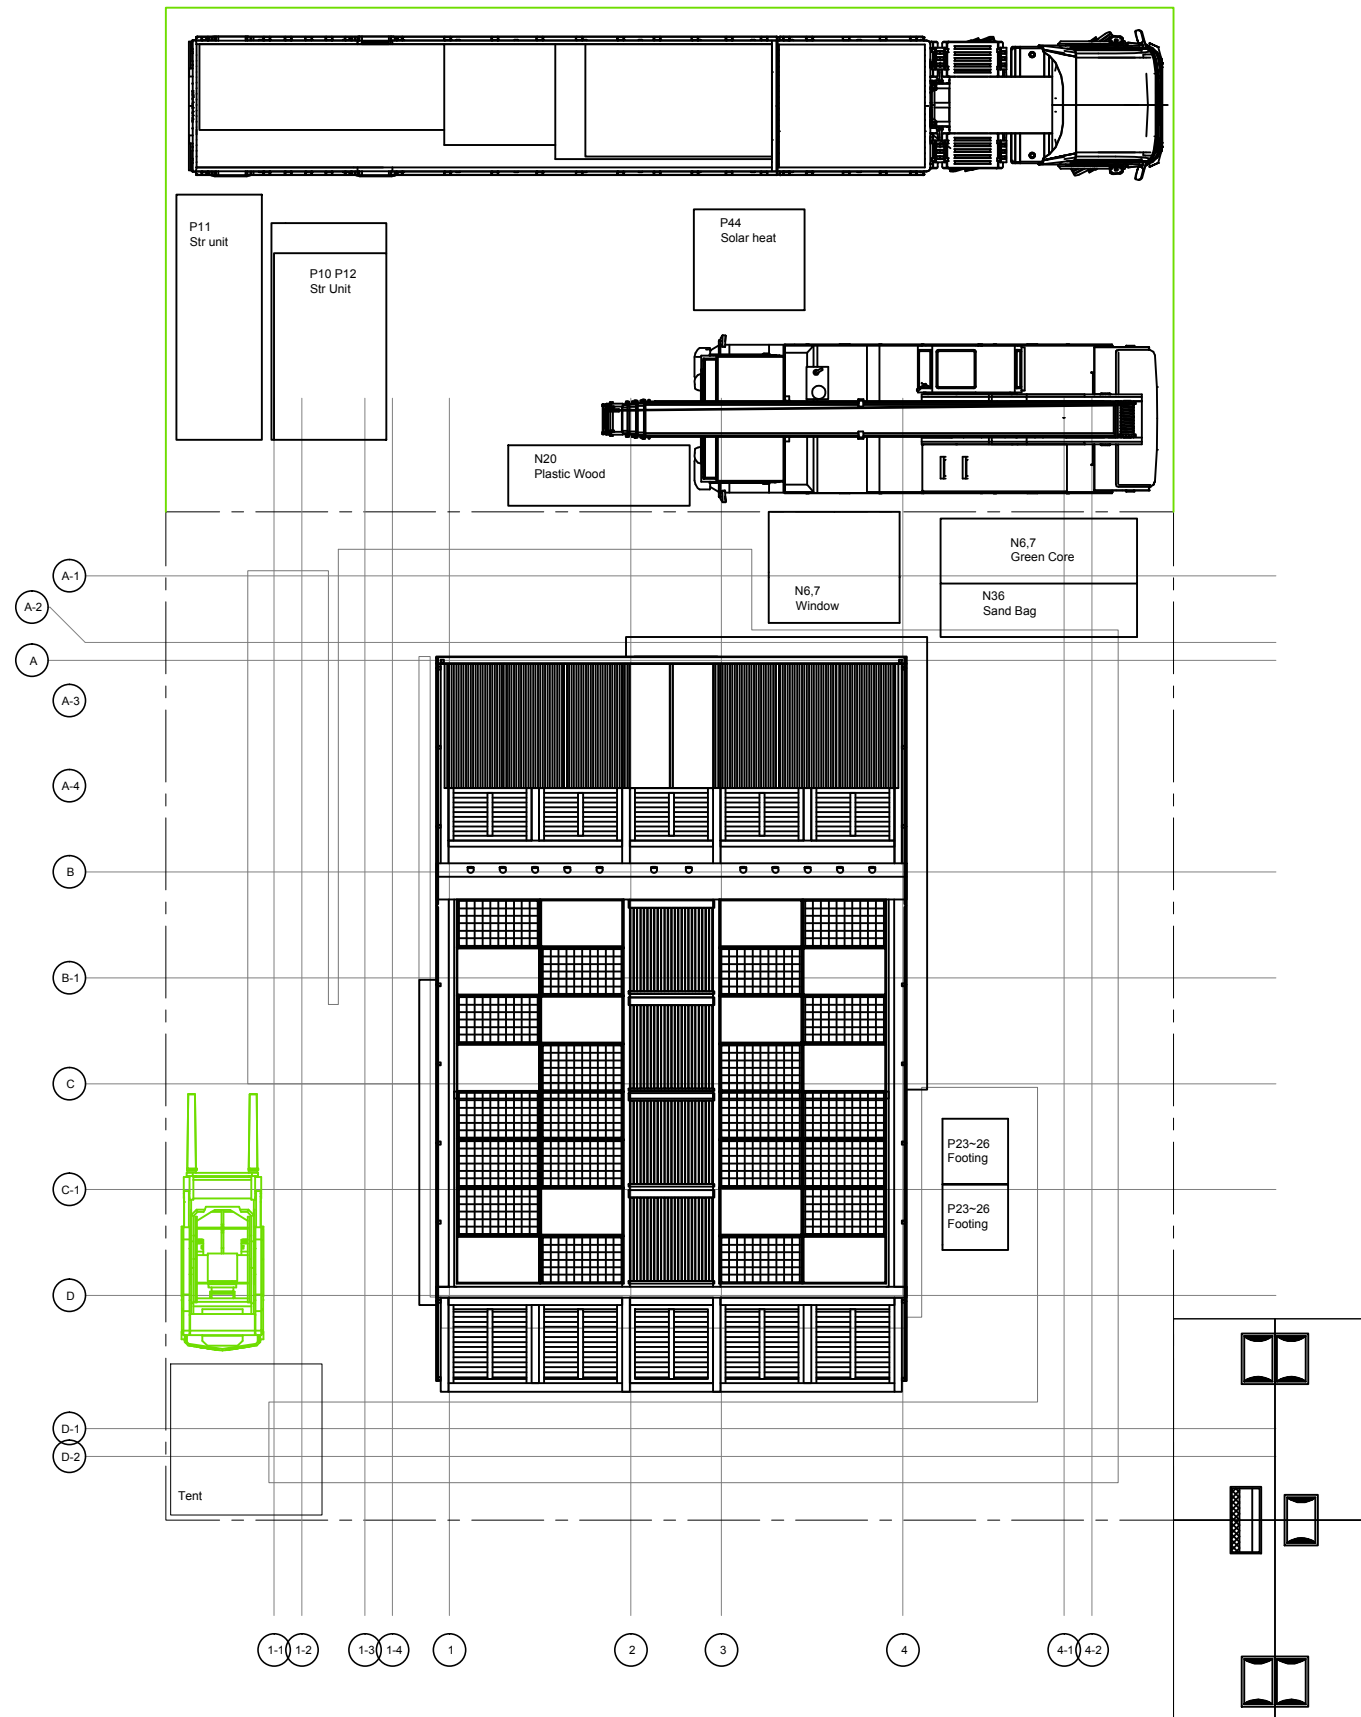 P11
Str unit
P10 P12
Str Unit
P44
Solar heat
N20
Plastic Wood
N6,7
Window
N6,7
Green Core
N36
Sand Bag
A-1
A-2
A
A-3
A-4
B
B-1
C
C-1
D
D-1
D-2
P23~26
Footing
P23~26
Footing
Tent
1-1
1-2
1-3
1-4
1
2
3
4
4-1
4-2